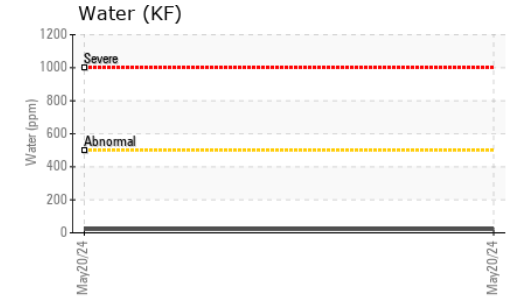 Water (KF)
1200
1000
800
600
400
200
0
Water (ppm)
Severe
Abnormal
May20/24
May20/24